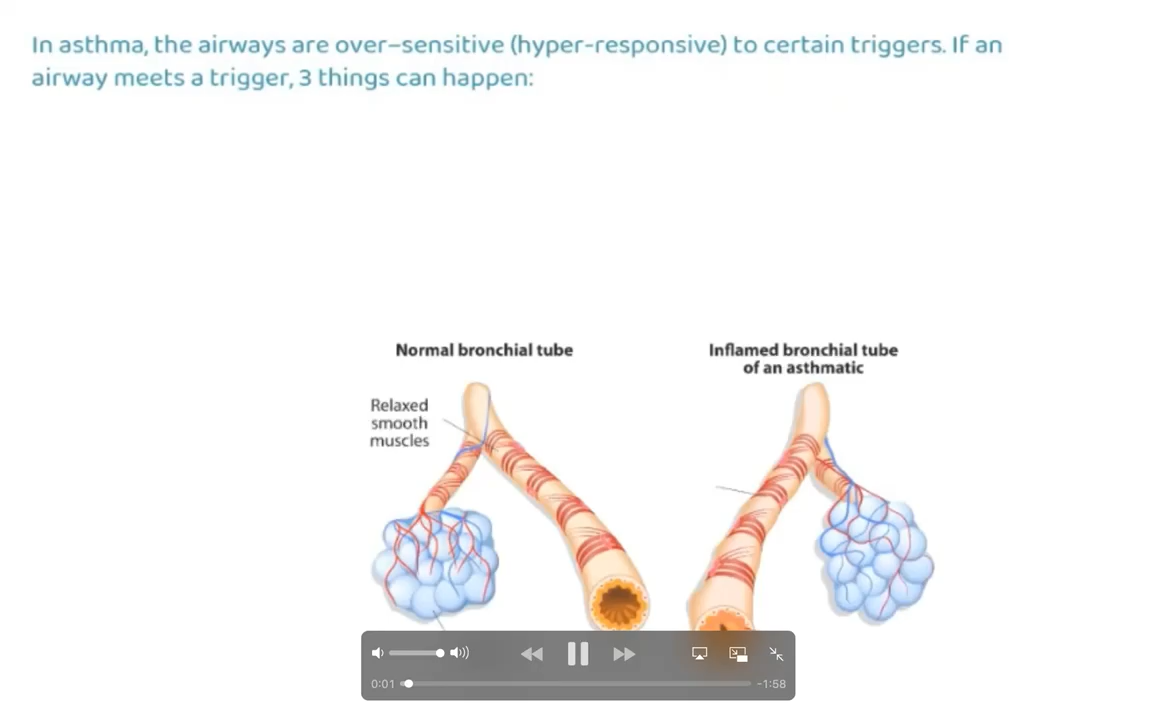 In asthma, the airways are over-sensitive (hyper-responsive) to certain triggers. If an
airway meets a trigger, 3 things can happen:
Normal bronchial tube
Inflamed bronchial tube
of an asthmatic
Relaxed
smooth
muscles
0:01
-1:58